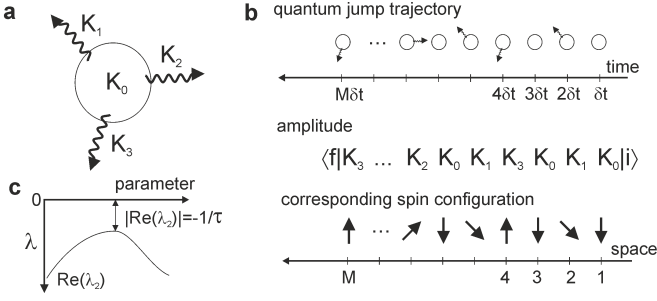 a
K₁
K₂
K₀
K₃
b
quantum jump trajectory
...
time
Mδt 4δt 3δt 2δt δt
amplitude
⟨f|K₃ ... K₂ K₀ K₁ K₃ K₀ K₁ K₀|i⟩
corresponding spin configuration
...
space
M 4 3 2 1
c
0 parameter
|Re(λ₂)|=-1/τ
λ
Re(λ₂)